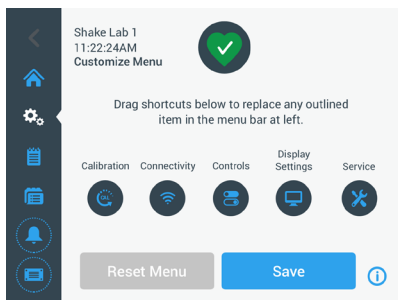 Shake Lab 1
11:22:24AM
Customize Menu
Drag shortcuts below to replace any outlined
item in the menu bar at left.
Calibration
Connectivity
Controls
Display
Settings
Service
CAL
Reset Menu
Save